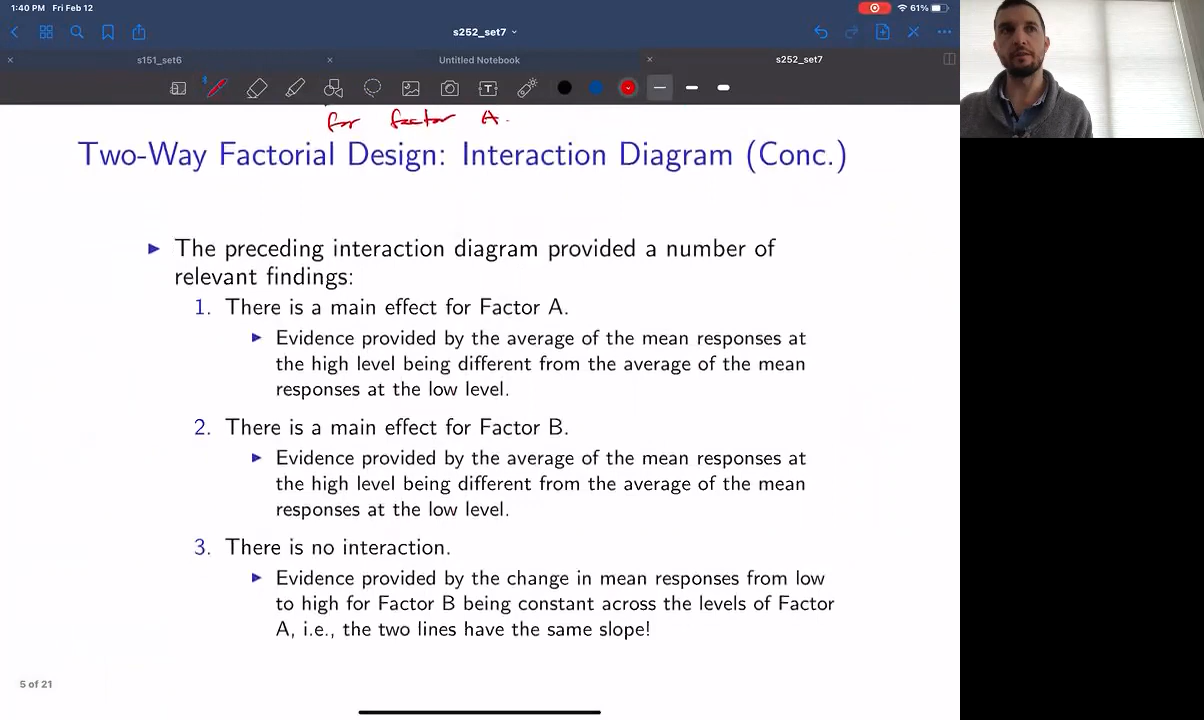 1:40 PM Fri Feb 12
61%
s252_set7
s151_set6
Untitled Notebook
s252_set7
for factor A.
Two-Way Factorial Design: Interaction Diagram (Conc.)
The preceding interaction diagram provided a number of
relevant findings:
1. There is a main effect for Factor A.
Evidence provided by the average of the mean responses at
the high level being different from the average of the mean
responses at the low level.
2. There is a main effect for Factor B.
Evidence provided by the average of the mean responses at
the high level being different from the average of the mean
responses at the low level.
3. There is no interaction.
Evidence provided by the change in mean responses from low
to high for Factor B being constant across the levels of Factor
A, i.e., the two lines have the same slope!
5 of 21